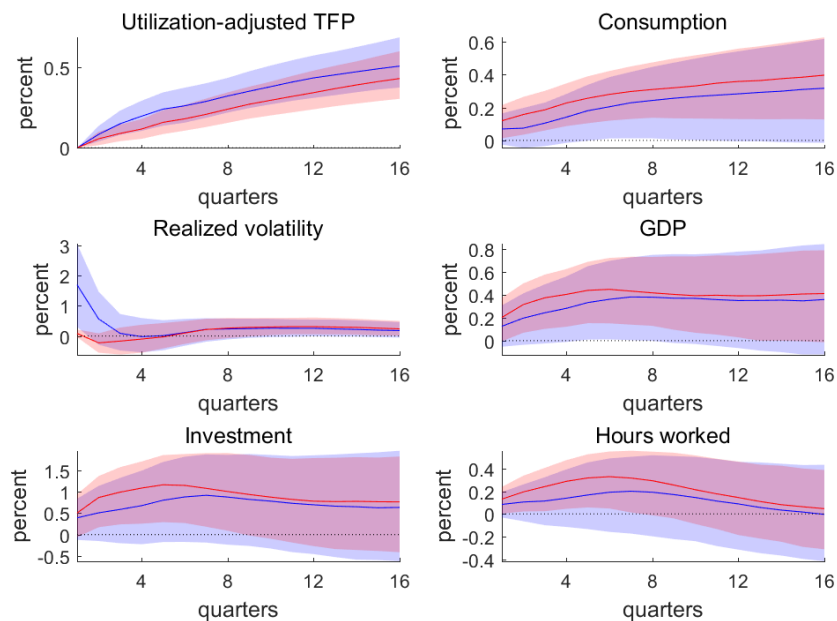 Utilization-adjusted TFP
percent
0.5
0
4 8 12 16
quarters
Consumption
percent
0.6
0.4
0.2
0
4 8 12 16
quarters
Realized volatility
percent
3
2
1
0
4 8 12 16
quarters
GDP
percent
0.8
0.6
0.4
0.2
0
4 8 12 16
quarters
Investment
percent
1.5
1
0.5
0
-0.5
4 8 12 16
quarters
Hours worked
percent
0.4
0.2
0
-0.2
-0.4
4 8 12 16
quarters